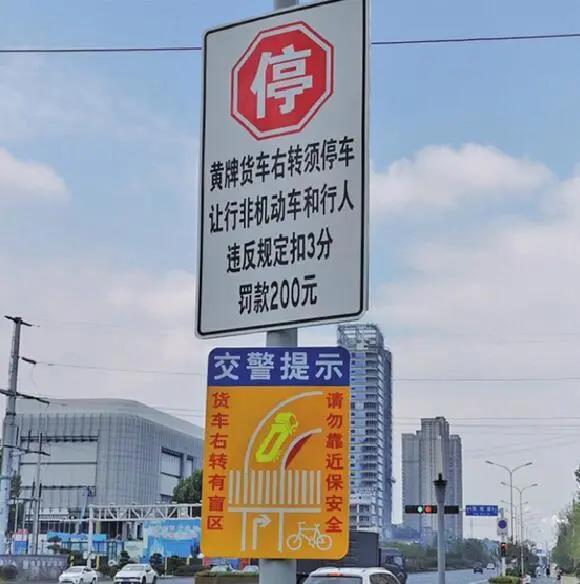 停
黄牌货车右转须停车
让行非机动车和行人
违反规定扣3分
罚款200元
交警提示
货车右转有盲区
请勿靠近保安全